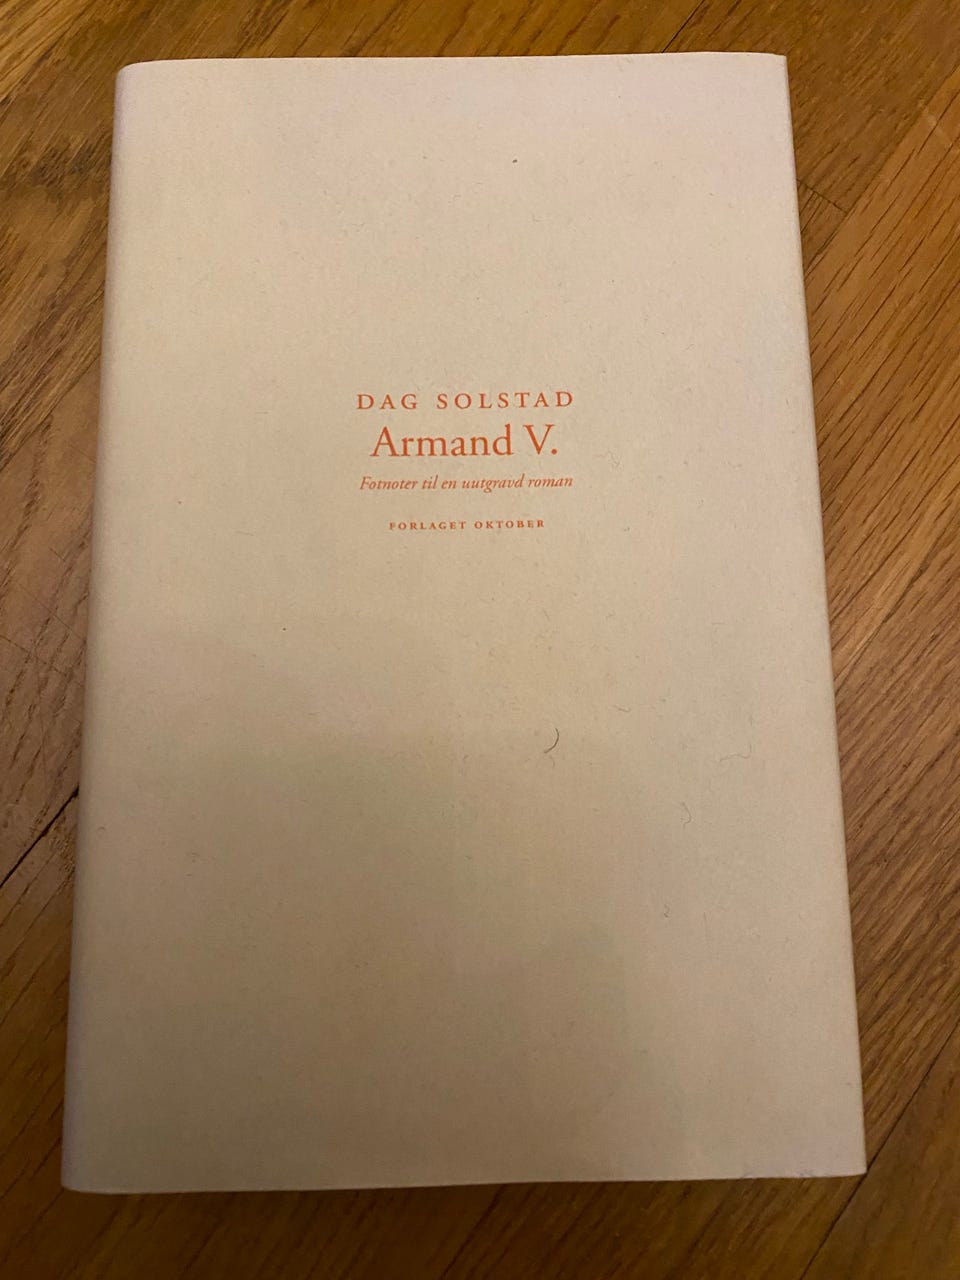 DAG SOLSTAD
Armand V.
Fotnoter til en uutgravd roman
FORLAGET OKTOBER